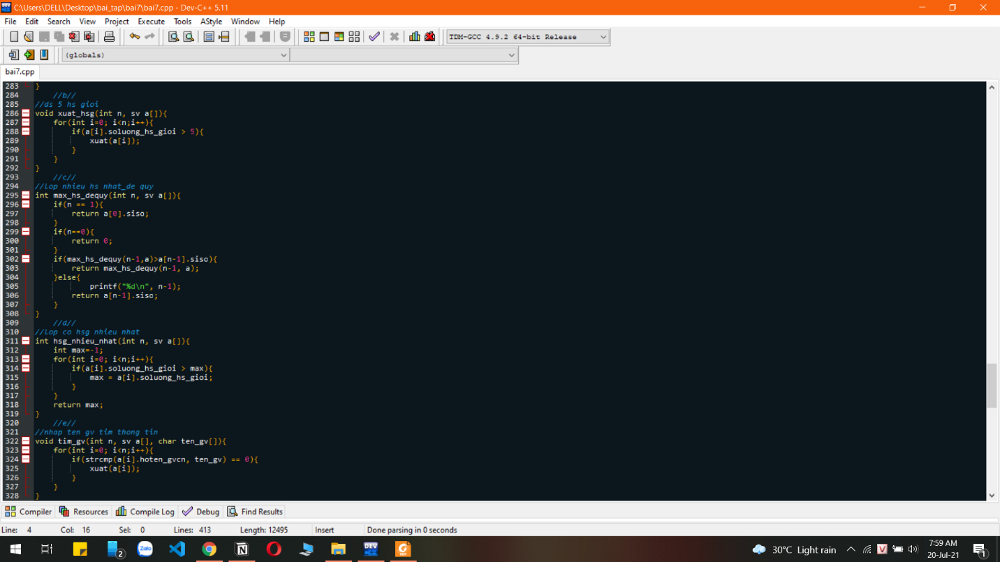 C:\Users\DELL\Desktop\bai_tap\bai7\bai7.cpp - Dev-C++ 5.11
File Edit Search View Project Execute Tools AStyle Window Help
TDM-GCC 4.9.2 64-bit Release
(globals)
bai7.cpp
283 }
284 //b//
285 //ds 5 hs gioi
286 void xuat_hsg(int n, sv a[]){
287 for(int i=0; i<n;i++){
288 if(a[i].soluong_hs_gioi > 5){
289 xuat(a[i]);
290 }
291 }
292 }
293 //c//
294 //lop nhieu hs nhat_de quy
295 int max_hs_dequy(int n, sv a[]){
296 if(n == 1){
297 return a[0].siso;
298 }
299 if(n==0){
300 return 0;
301 }
302 if(max_hs_dequy(n-1,a)>a[n-1].siso){
303 return max_hs_dequy(n-1, a);
304 }else{
305 printf("%d\n", n-1);
306 return a[n-1].siso;
307 }
308 }
309 //d//
310 //lop co hsg nhieu nhat
311 int hsg_nhieu_nhat(int n, sv a[]){
312 int max=-1;
313 for(int i=0; i<n;i++){
314 if(a[i].soluong_hs_gioi > max){
315 max = a[i].soluong_hs_gioi;
316 }
317 }
318 return max;
319 }
320 //e//
321 //nhap ten gv tim thong tin
322 void tim_gv(int n, sv a[], char ten_gv[]){
323 for(int i=0; i<n;i++){
324 if(strcmp(a[i].hoten_gvcn, ten_gv) == 0){
325 xuat(a[i]);
326 }
327 }
328 }
Compiler Resources Compile Log Debug Find Results
Line: 4 Col: 16 Sel: 0 Lines: 413 Length: 12495 Insert Done parsing in 0 seconds
2 Zalo DEV 30°C Light rain V 7:59 AM
20-Jul-21 1